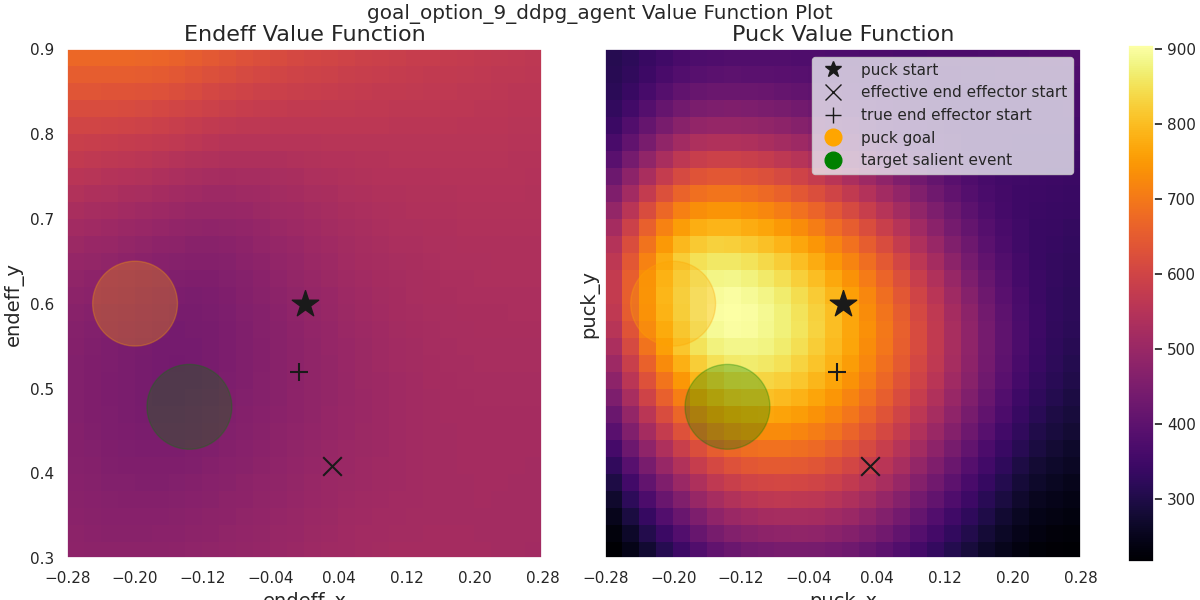 goal_option_9_ddpg_agent Value Function Plot
Endeff Value Function
Puck Value Function
0.9
0.8
0.7
0.6
0.5
0.4
0.3
endeff_y
−0.28 −0.20 −0.12 −0.04 0.04 0.12 0.20 0.28
endeff_x
puck_y
puck start
effective end effector start
true end effector start
puck goal
target salient event
−0.28 −0.20 −0.12 −0.04 0.04 0.12 0.20 0.28
puck_x
900
800
700
600
500
400
300